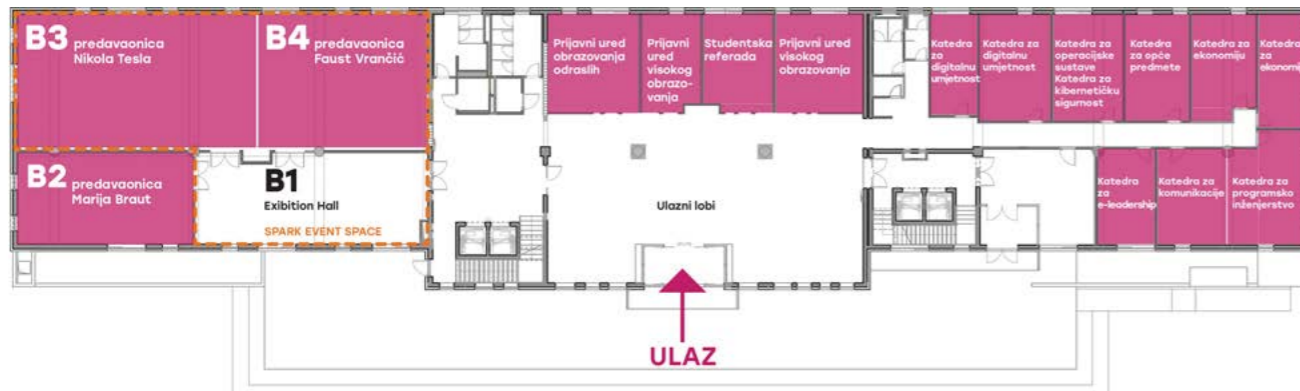 B3 predavaonica
Nikola Tesla
B4 predavaonica
Faust Vrančić
B2 predavaonica
Marija Braut
B1
Exibition Hall
SPARK EVENT SPACE
Prijavni ured
obrazovanja
odraslih
Prijavni
ured
visokog
obrazo-
vanja
Studentska
referada
Prijavni ured
visokog
obrazovanja
Ulazni lobi
ULAZ
Katedra
za
digitalnu
umjetnost
Katedra za
digitalnu
umjetnost
Katedra za
operacijske
sustave
Katedra za
kibernetičku
sigurnost
Katedra
za opće
predmete
Katedra za
ekonomiju
Katedra
za
e-leadership
Katedra za
komunikacije
Katedra za
programsko
inženjerstvo